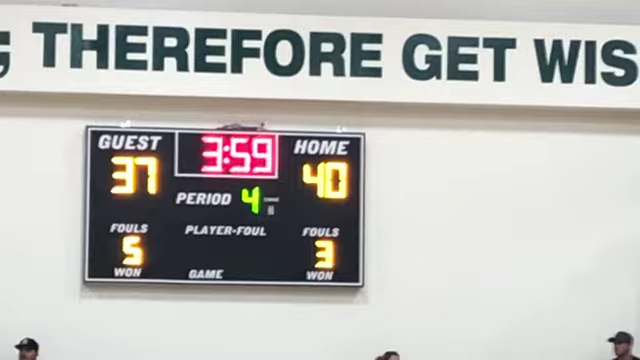 ; THEREFORE GET WIS
GUEST 3:59 HOME
37 40
PERIOD 4
FOULS PLAYER-FOUL FOULS
5 3
WON GAME WON